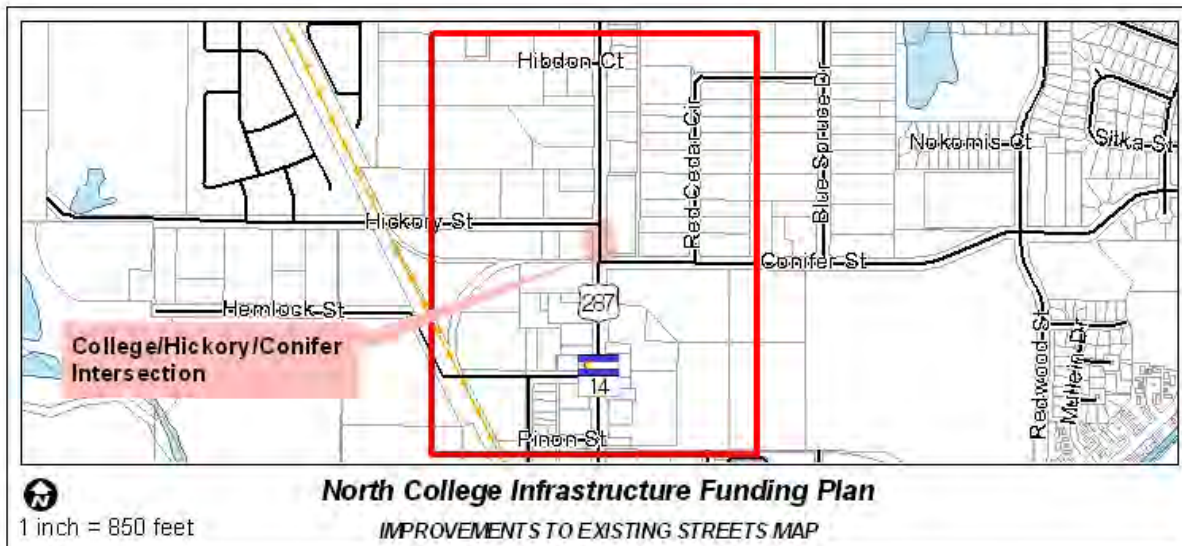 Hibdon Ct
Red Cedar Cir
Blue Spruce Dr
Nokomis Ct
Sitka St
Hickory St
Conifer St
287
Hemlock St
College/Hickory/Conifer
Intersection
14
Redwood St
Mullein Dr
Pinon St
N
North College Infrastructure Funding Plan
1 inch = 850 feet
IMPROVEMENTS TO EXISTING STREETS MAP